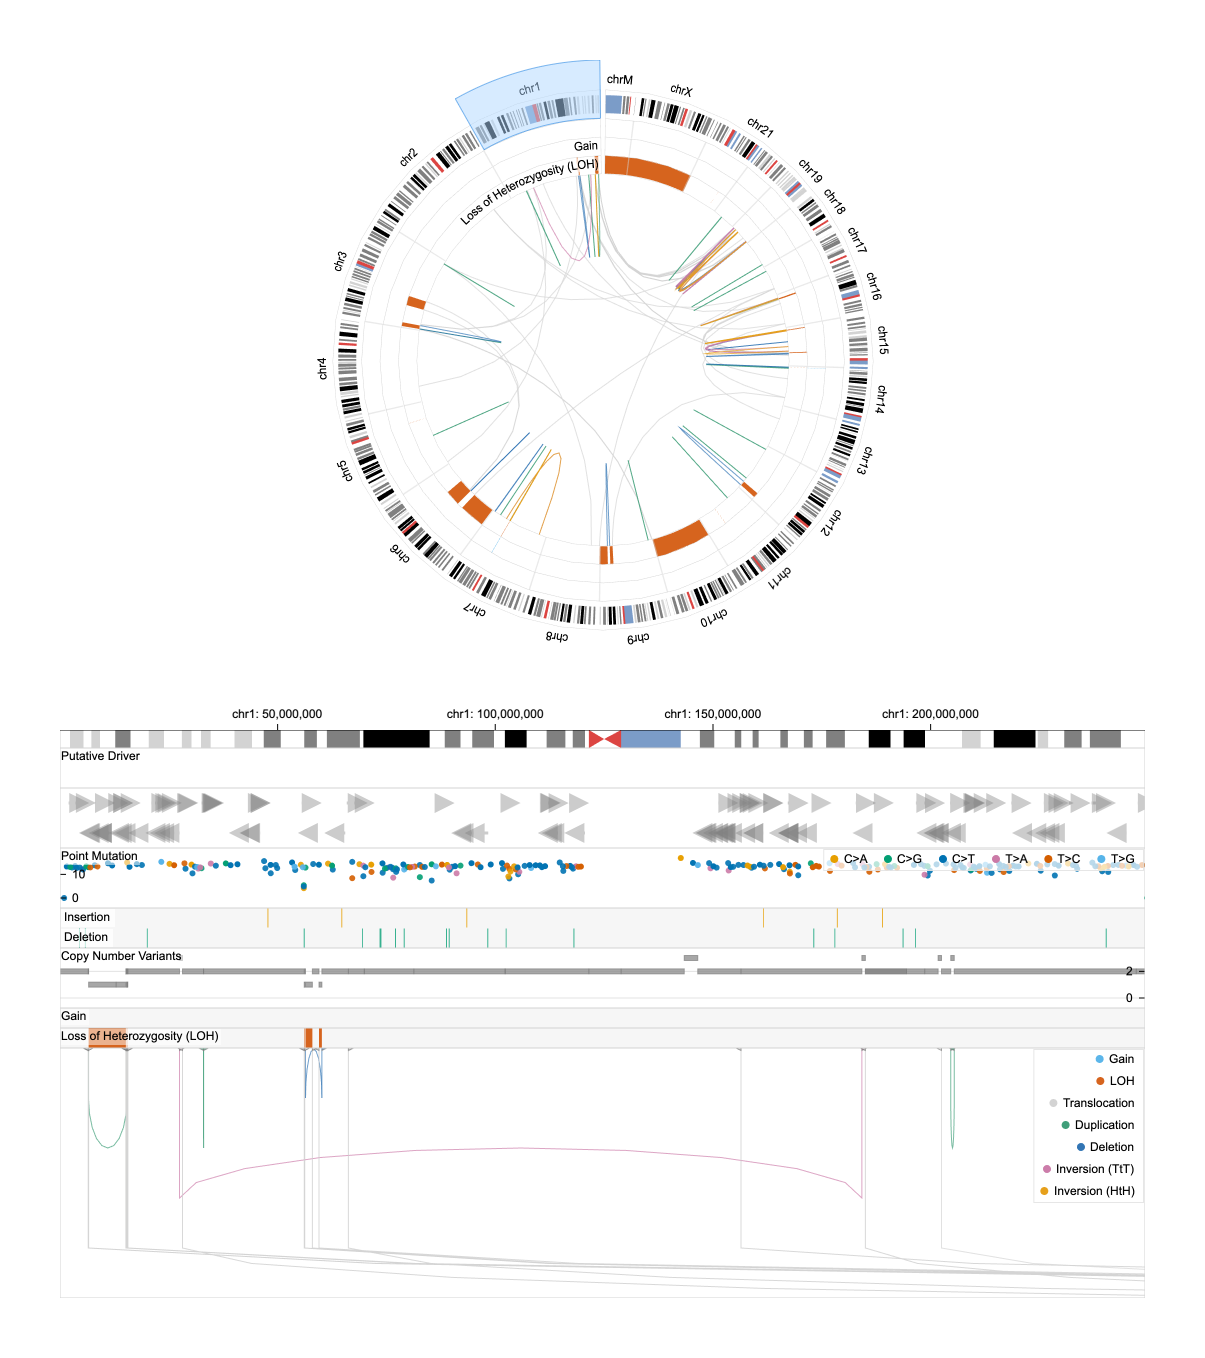 chrM
chrX
chr1
chr21
Gain
chr2
Loss of Heterozygosity (LOH)
chr19
chr18
chr17
chr3
chr16
chr15
chr4
chr14
chr5
chr13
chr6
chr12
chr11
chr7
chr10
chr8
chr9
chr1: 50,000,000 chr1: 100,000,000 chr1: 150,000,000 chr1: 200,000,000
Putative Driver
Point Mutation
C>A C>G C>T T>A T>C T>G
10
0
Insertion
Deletion
Copy Number Variants
2
0
Gain
Loss of Heterozygosity (LOH)
Gain
LOH
Translocation
Duplication
Deletion
Inversion (TtT)
Inversion (HtH)